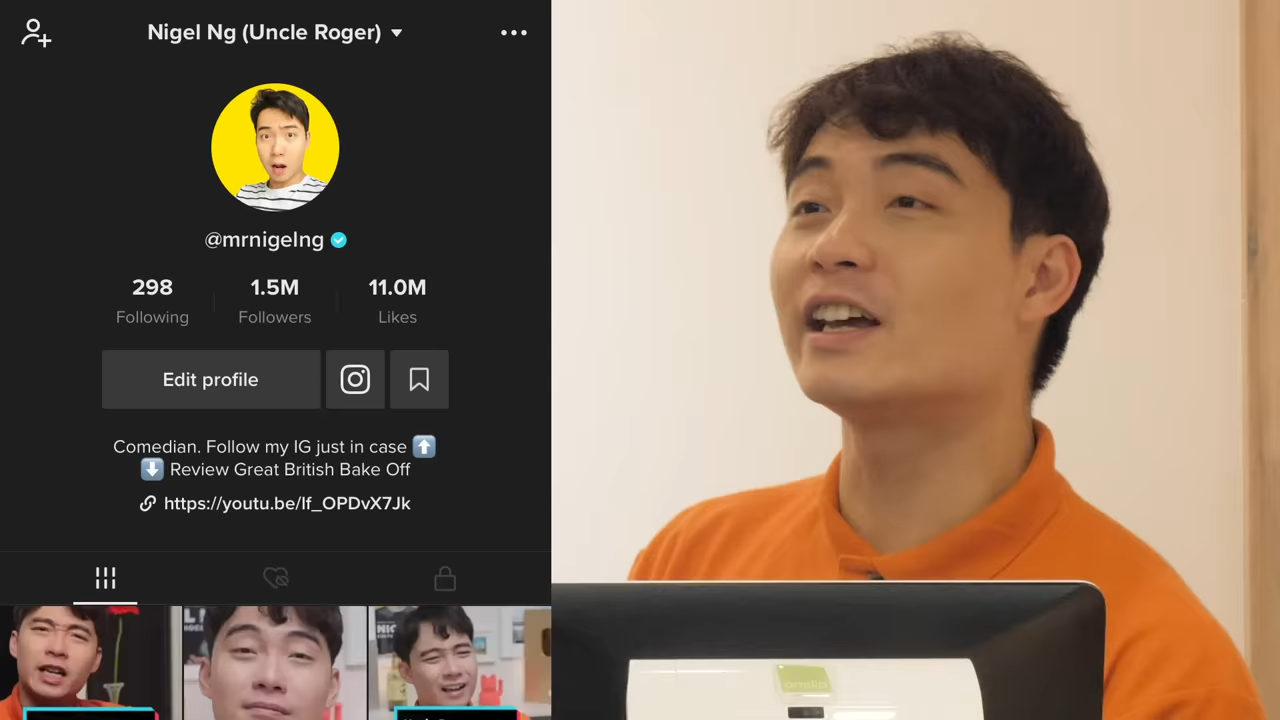 Nigel Ng (Uncle Roger)
@mrnigelng
298
Following
1.5M
Followers
11.0M
Likes
Edit profile
Comedian. Follow my IG just in case ⬆️
⬇️ Review Great British Bake Off
https://youtu.be/lf_OPDvX7Jk